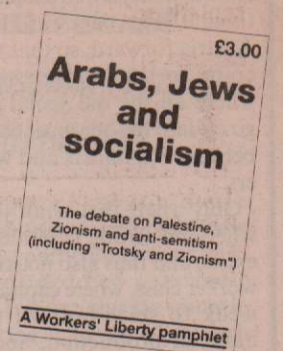 £3.00
Arabs, Jews
and
socialism
The debate on Palestine,
Zionism and anti-semitism
(including "Trotsky and Zionism")
A Workers' Liberty pamphlet